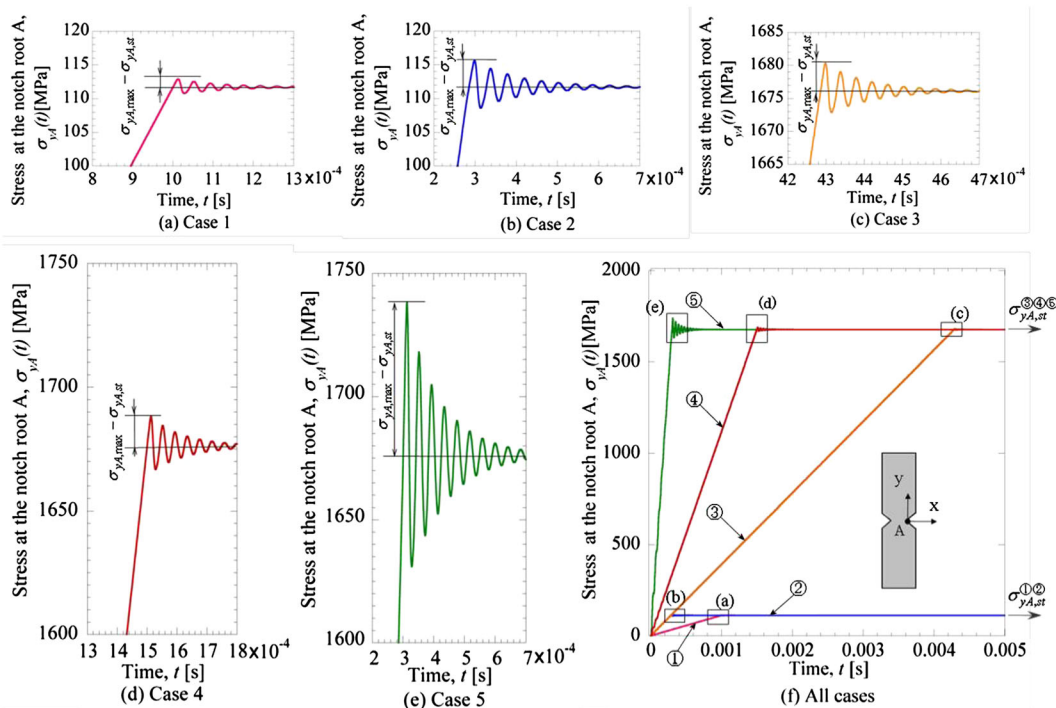 Stress at the notch root A,
σyA(t)[MPa]
120
115
110
105
100
σyA,max − σyA,st
8 9 10 11 12 13×10⁻⁴
Time, t [s]
(a) Case 1
Stress at the notch root A,
σyA(t)[MPa]
120
115
110
105
100
σyA,max − σyA,st
2 3 4 5 6 7×10⁻⁴
Time, t [s]
(b) Case 2
Stress at the notch root A,
σyA(t)[MPa]
1685
1680
1675
1670
1665
σyA,max − σyA,st
42 43 44 45 46 47×10⁻⁴
Time, t [s]
(c) Case 3
Stress at the notch root A, σyA(t) [MPa]
1750
1700
1650
1600
σyA,max − σyA,st
13 14 15 16 17 18×10⁻⁴
Time, t [s]
(d) Case 4
Stress at the notch root A, σyA(t) [MPa]
1750
1700
1650
1600
σyA,max − σyA,st
2 3 4 5 6 7×10⁻⁴
Time, t [s]
(e) Case 5
Stress at the notch root A, σyA(t)[MPa]
2000
1500
1000
500
0
(e) ⑤ (d) (c)
σ③④⑤yA,st
④
③
y
x
A
(b) (a) ②
①
σ①②yA,st
0 0.001 0.002 0.003 0.004 0.005
Time, t [s]
(f) All cases